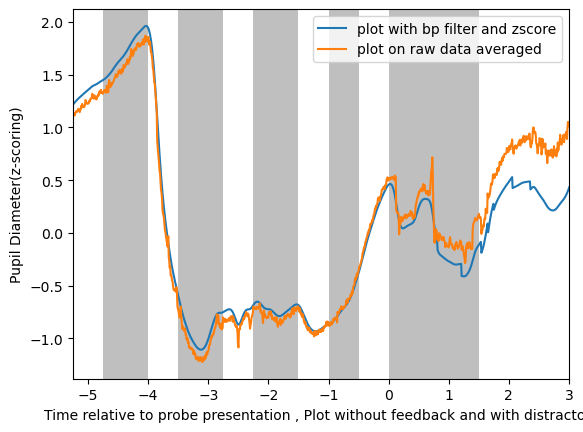 plot with bp filter and zscore
plot on raw data averaged
Pupil Diameter(z-scoring)
2.0
1.5
1.0
0.5
0.0
−0.5
−1.0
−5 −4 −3 −2 −1 0 1 2 3
Time relative to probe presentation , Plot without feedback and with distracto